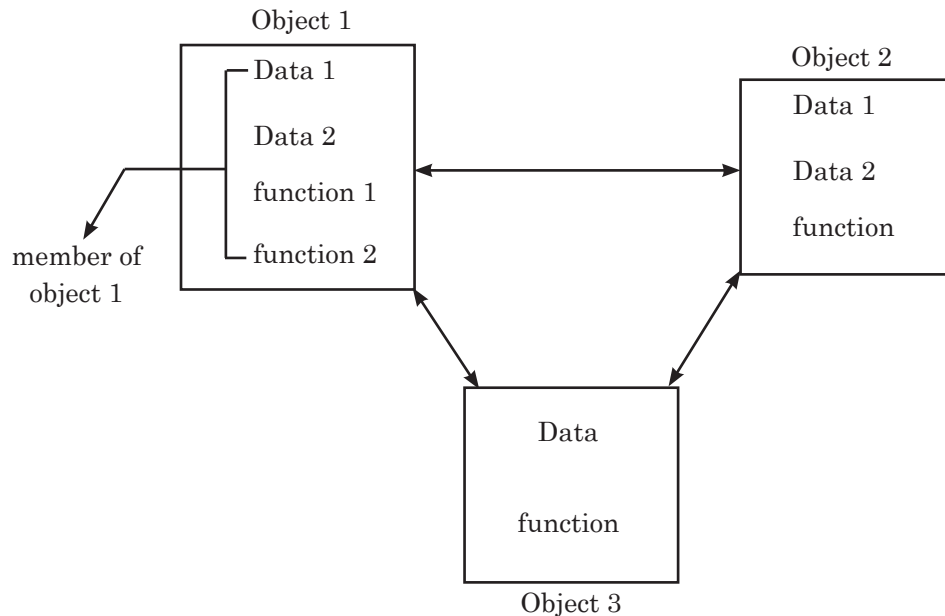 Object 1
Data 1
Data 2
function 1
function 2
member of
object 1
Object 2
Data 1
Data 2
function
Data
function
Object 3